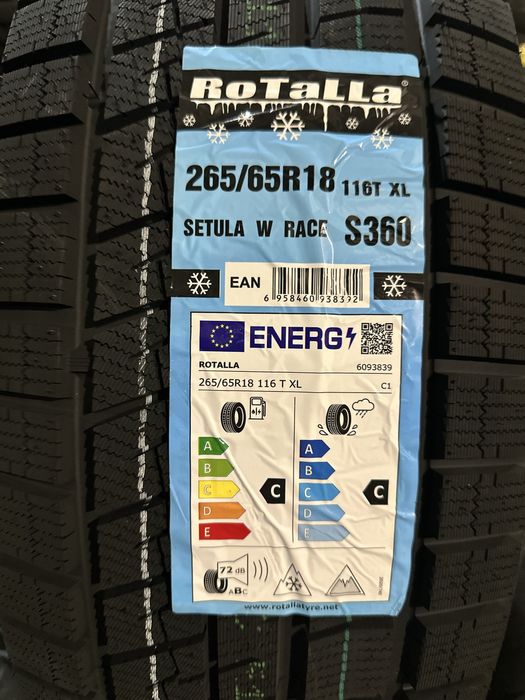 RoTaLLa®
265/65R18 116T XL
SETULA W RACE S360
EAN
6 958460 938392
ENERG
ROTALLA 6093839
265/65R18 116 T XL C1
A A
B B
C C C C
D D
E E
72 dB
ABC
www.rotallatyre.net